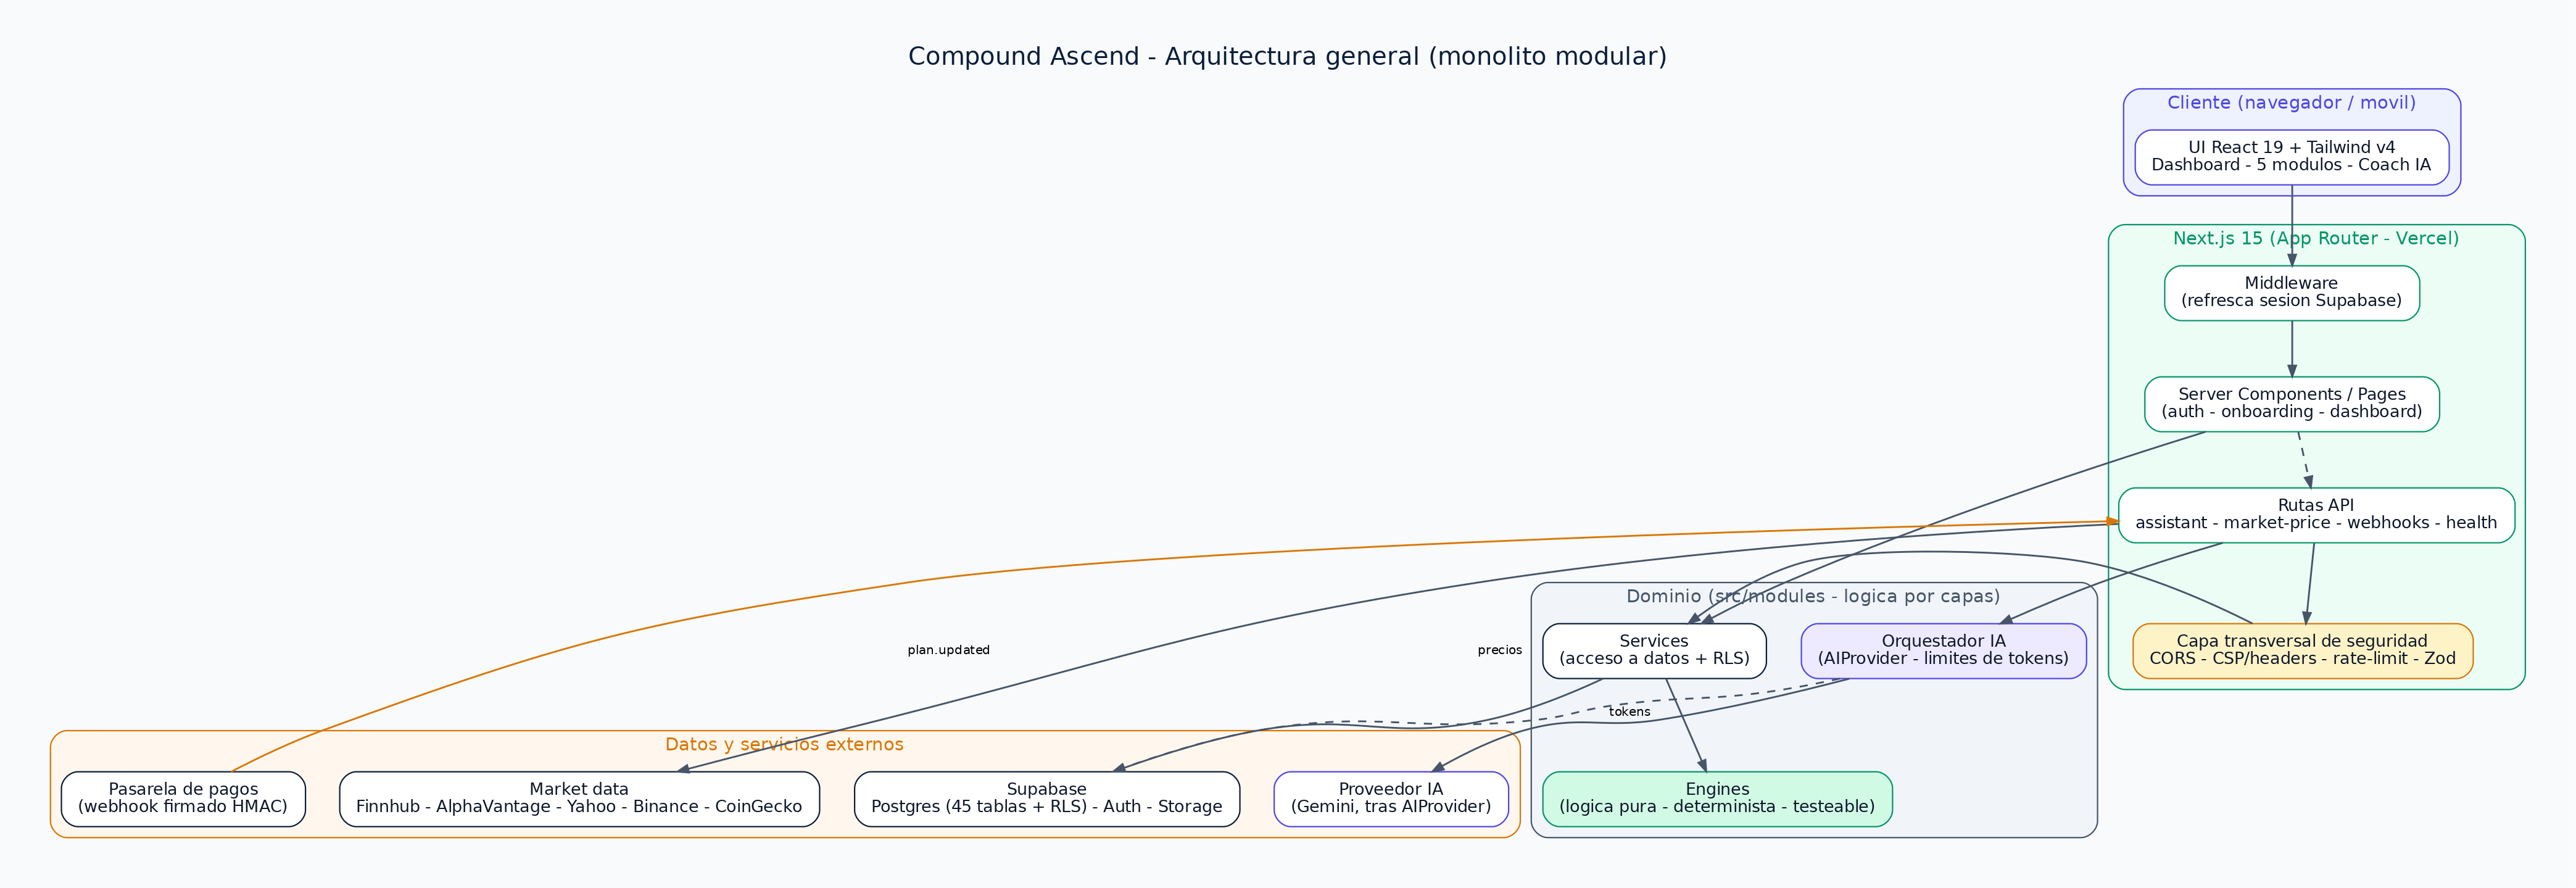 Compound Ascend - Arquitectura general (monolito modular)
Cliente (navegador / movil)
UI React 19 + Tailwind v4
Dashboard - 5 modulos - Coach IA
Next.js 15 (App Router - Vercel)
Middleware
(refresca sesion Supabase)
Server Components / Pages
(auth - onboarding - dashboard)
Rutas API
assistant - market-price - webhooks - health
Dominio (src/modules - logica por capas)
Services
(acceso a datos + RLS)
Orquestador IA
(AIProvider - limites de tokens)
Capa transversal de seguridad
CORS - CSP/headers - rate-limit - Zod
plan.updated
precios
tokens
Datos y servicios externos
Pasarela de pagos
(webhook firmado HMAC)
Market data
Finnhub - AlphaVantage - Yahoo - Binance - CoinGecko
Supabase
Postgres (45 tablas + RLS) - Auth - Storage
Proveedor IA
(Gemini, tras AIProvider)
Engines
(logica pura - determinista - testeable)